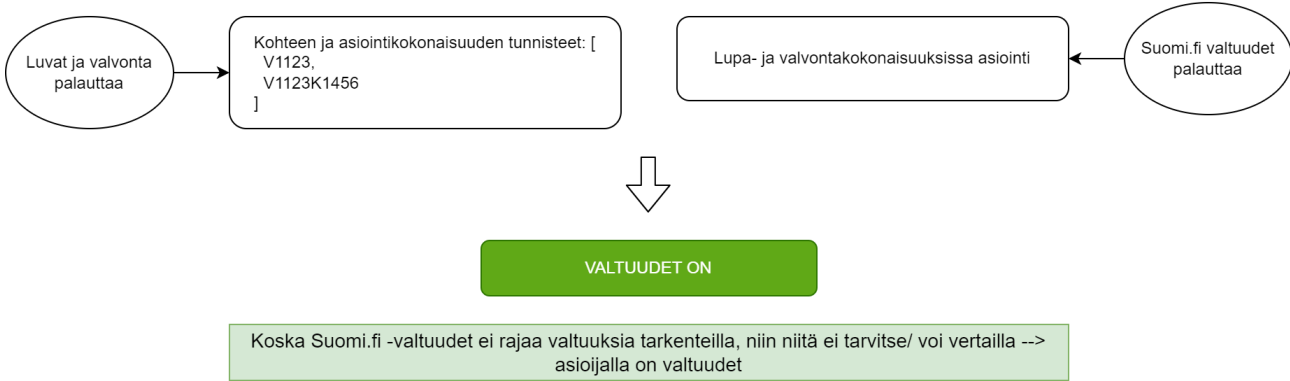 Luvat ja valvonta
palauttaa
Kohteen ja asiointikokonaisuuden tunnisteet: [
V1123,
V1123K1456
]
Lupa- ja valvontakokonaisuuksissa asiointi
Suomi.fi valtuudet
palauttaa
VALTUUDET ON
Koska Suomi.fi -valtuudet ei rajaa valtuuksia tarkenteilla, niin niitä ei tarvitse/ voi vertailla -->
asioijalla on valtuudet